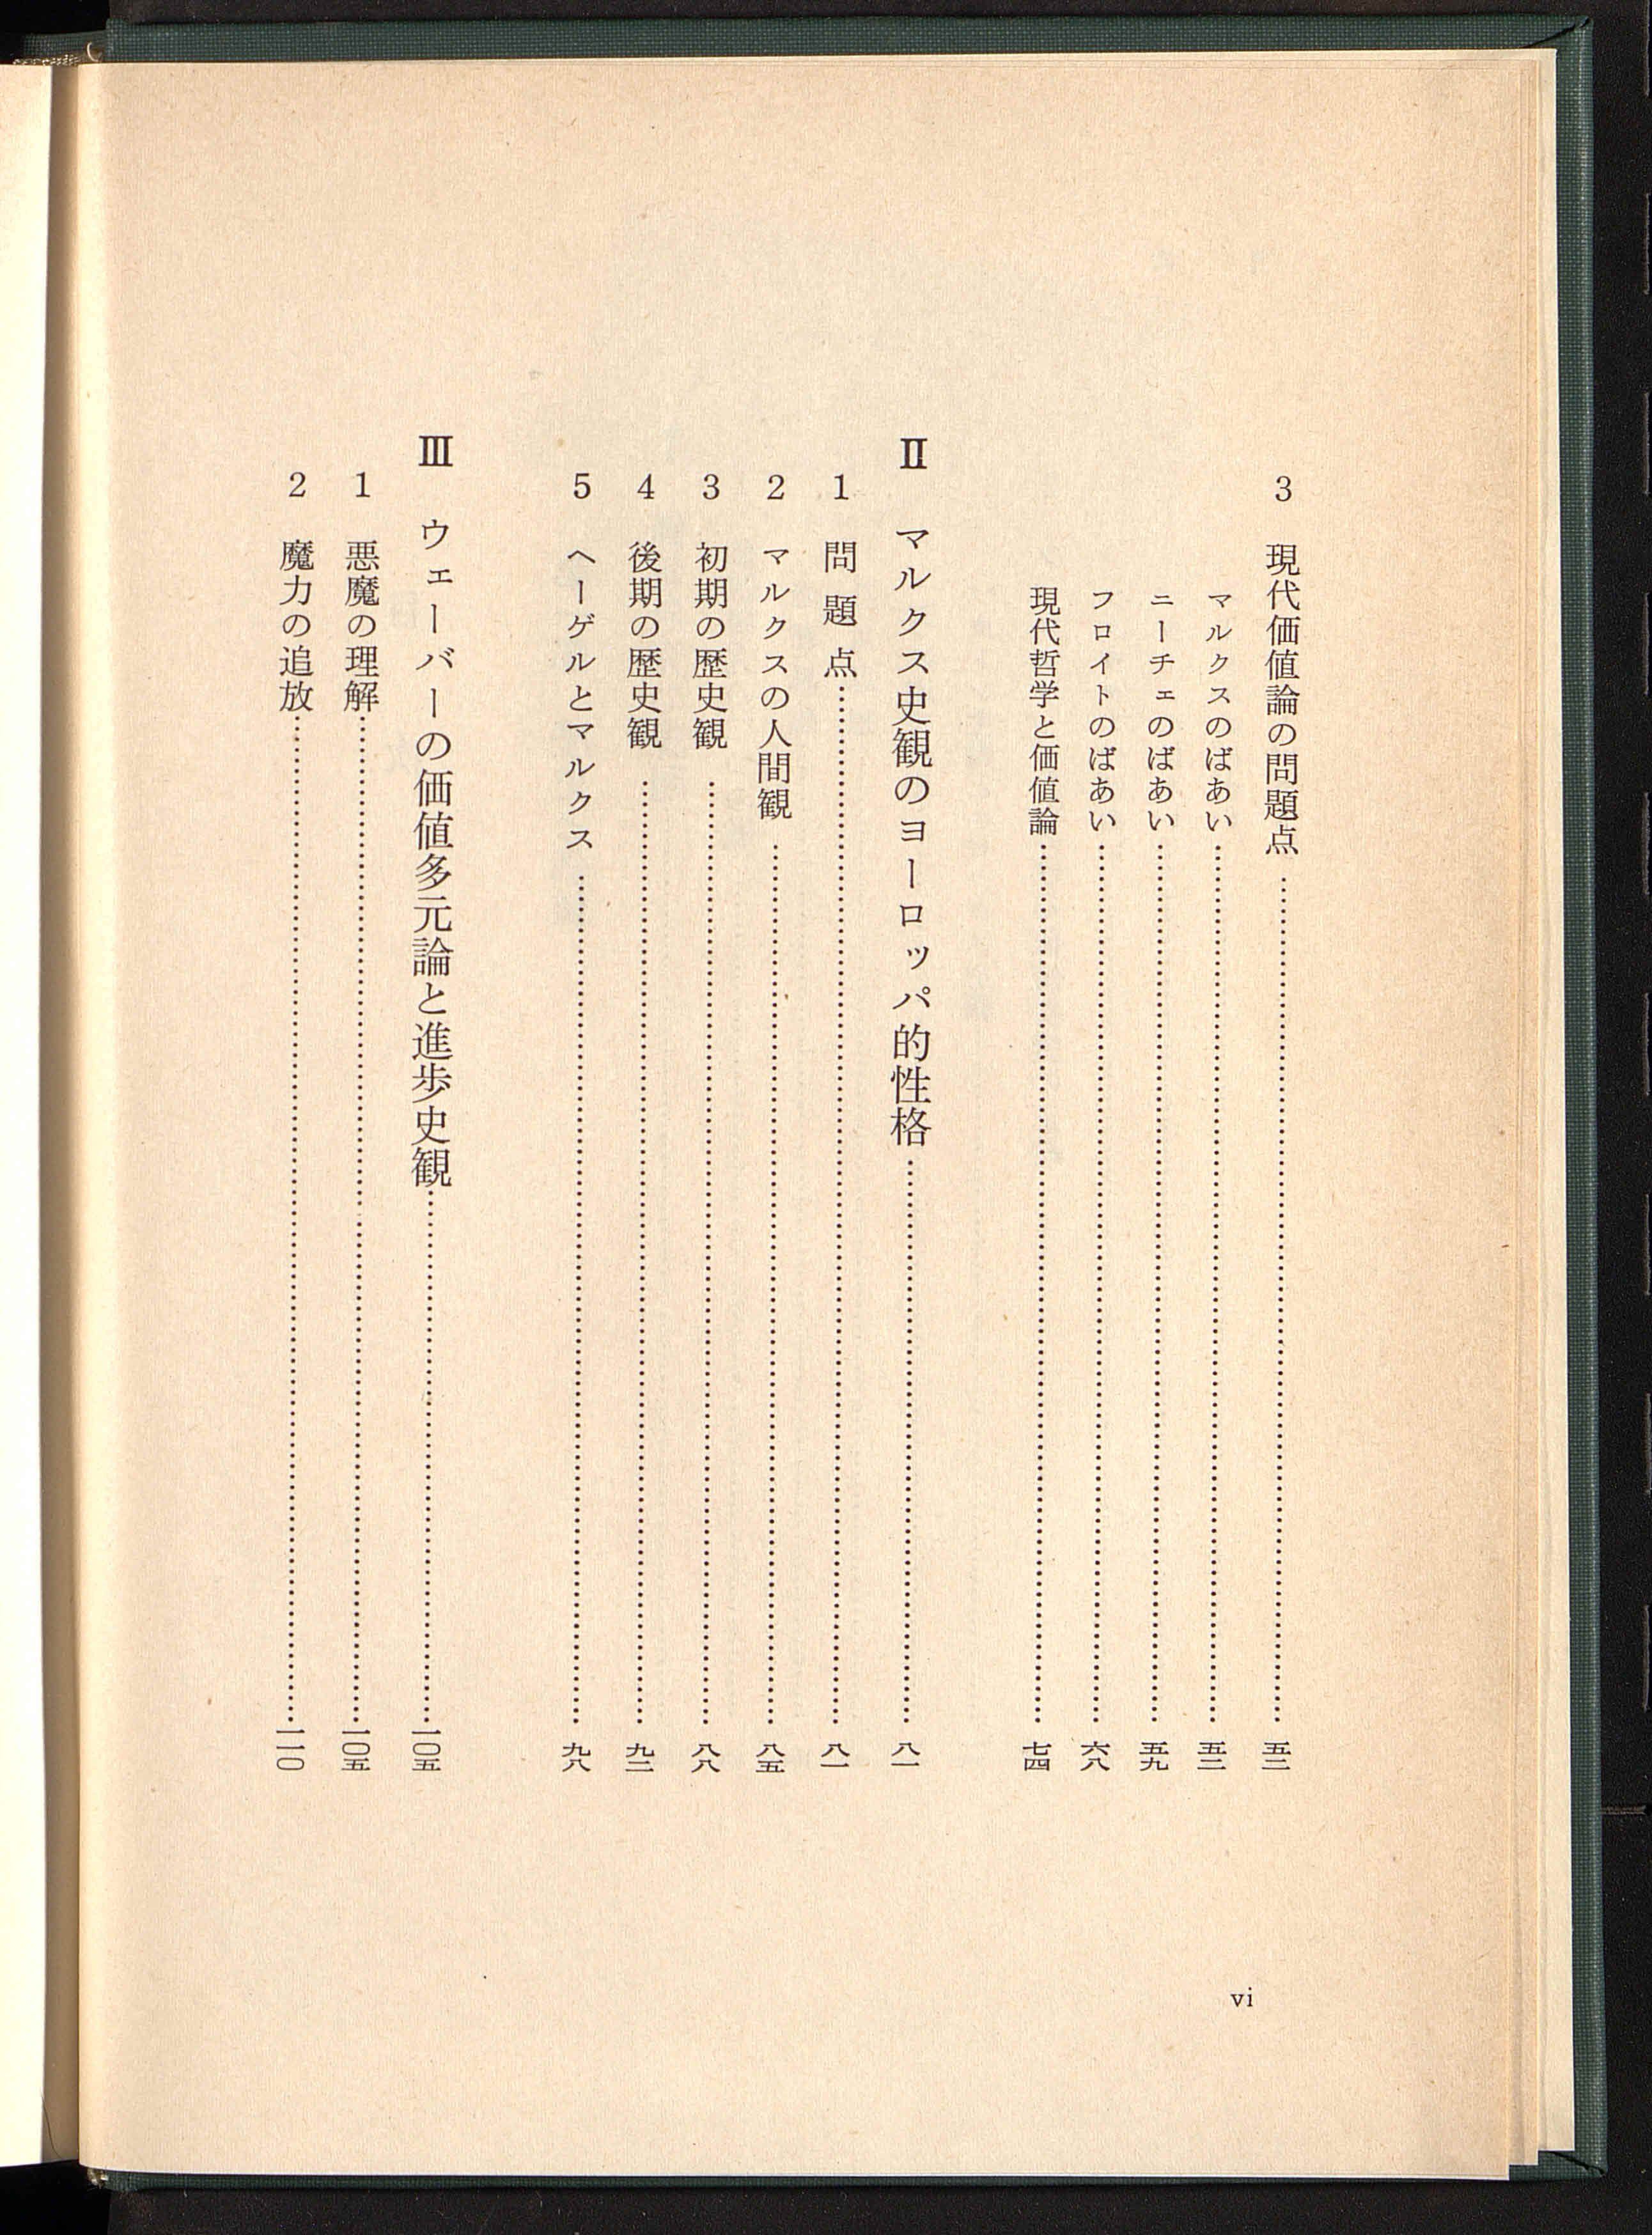 3 現代価値論の問題点……五二
マルクスのばあい……五二
ニーチェのばあい……五九
フロイトのばあい……六八
現代哲学と価値論……七四
Ⅱ マルクス史観のヨーロッパ的性格……八一
1 問題点……八一
2 マルクスの人間観……八五
3 初期の歴史観……八八
4 後期の歴史観……九二
5 ヘーゲルとマルクス……九八
Ⅲ ウェーバーの価値多元論と進歩史観……一〇五
1 悪魔の理解……一〇五
2 魔力の追放……一一〇
vi